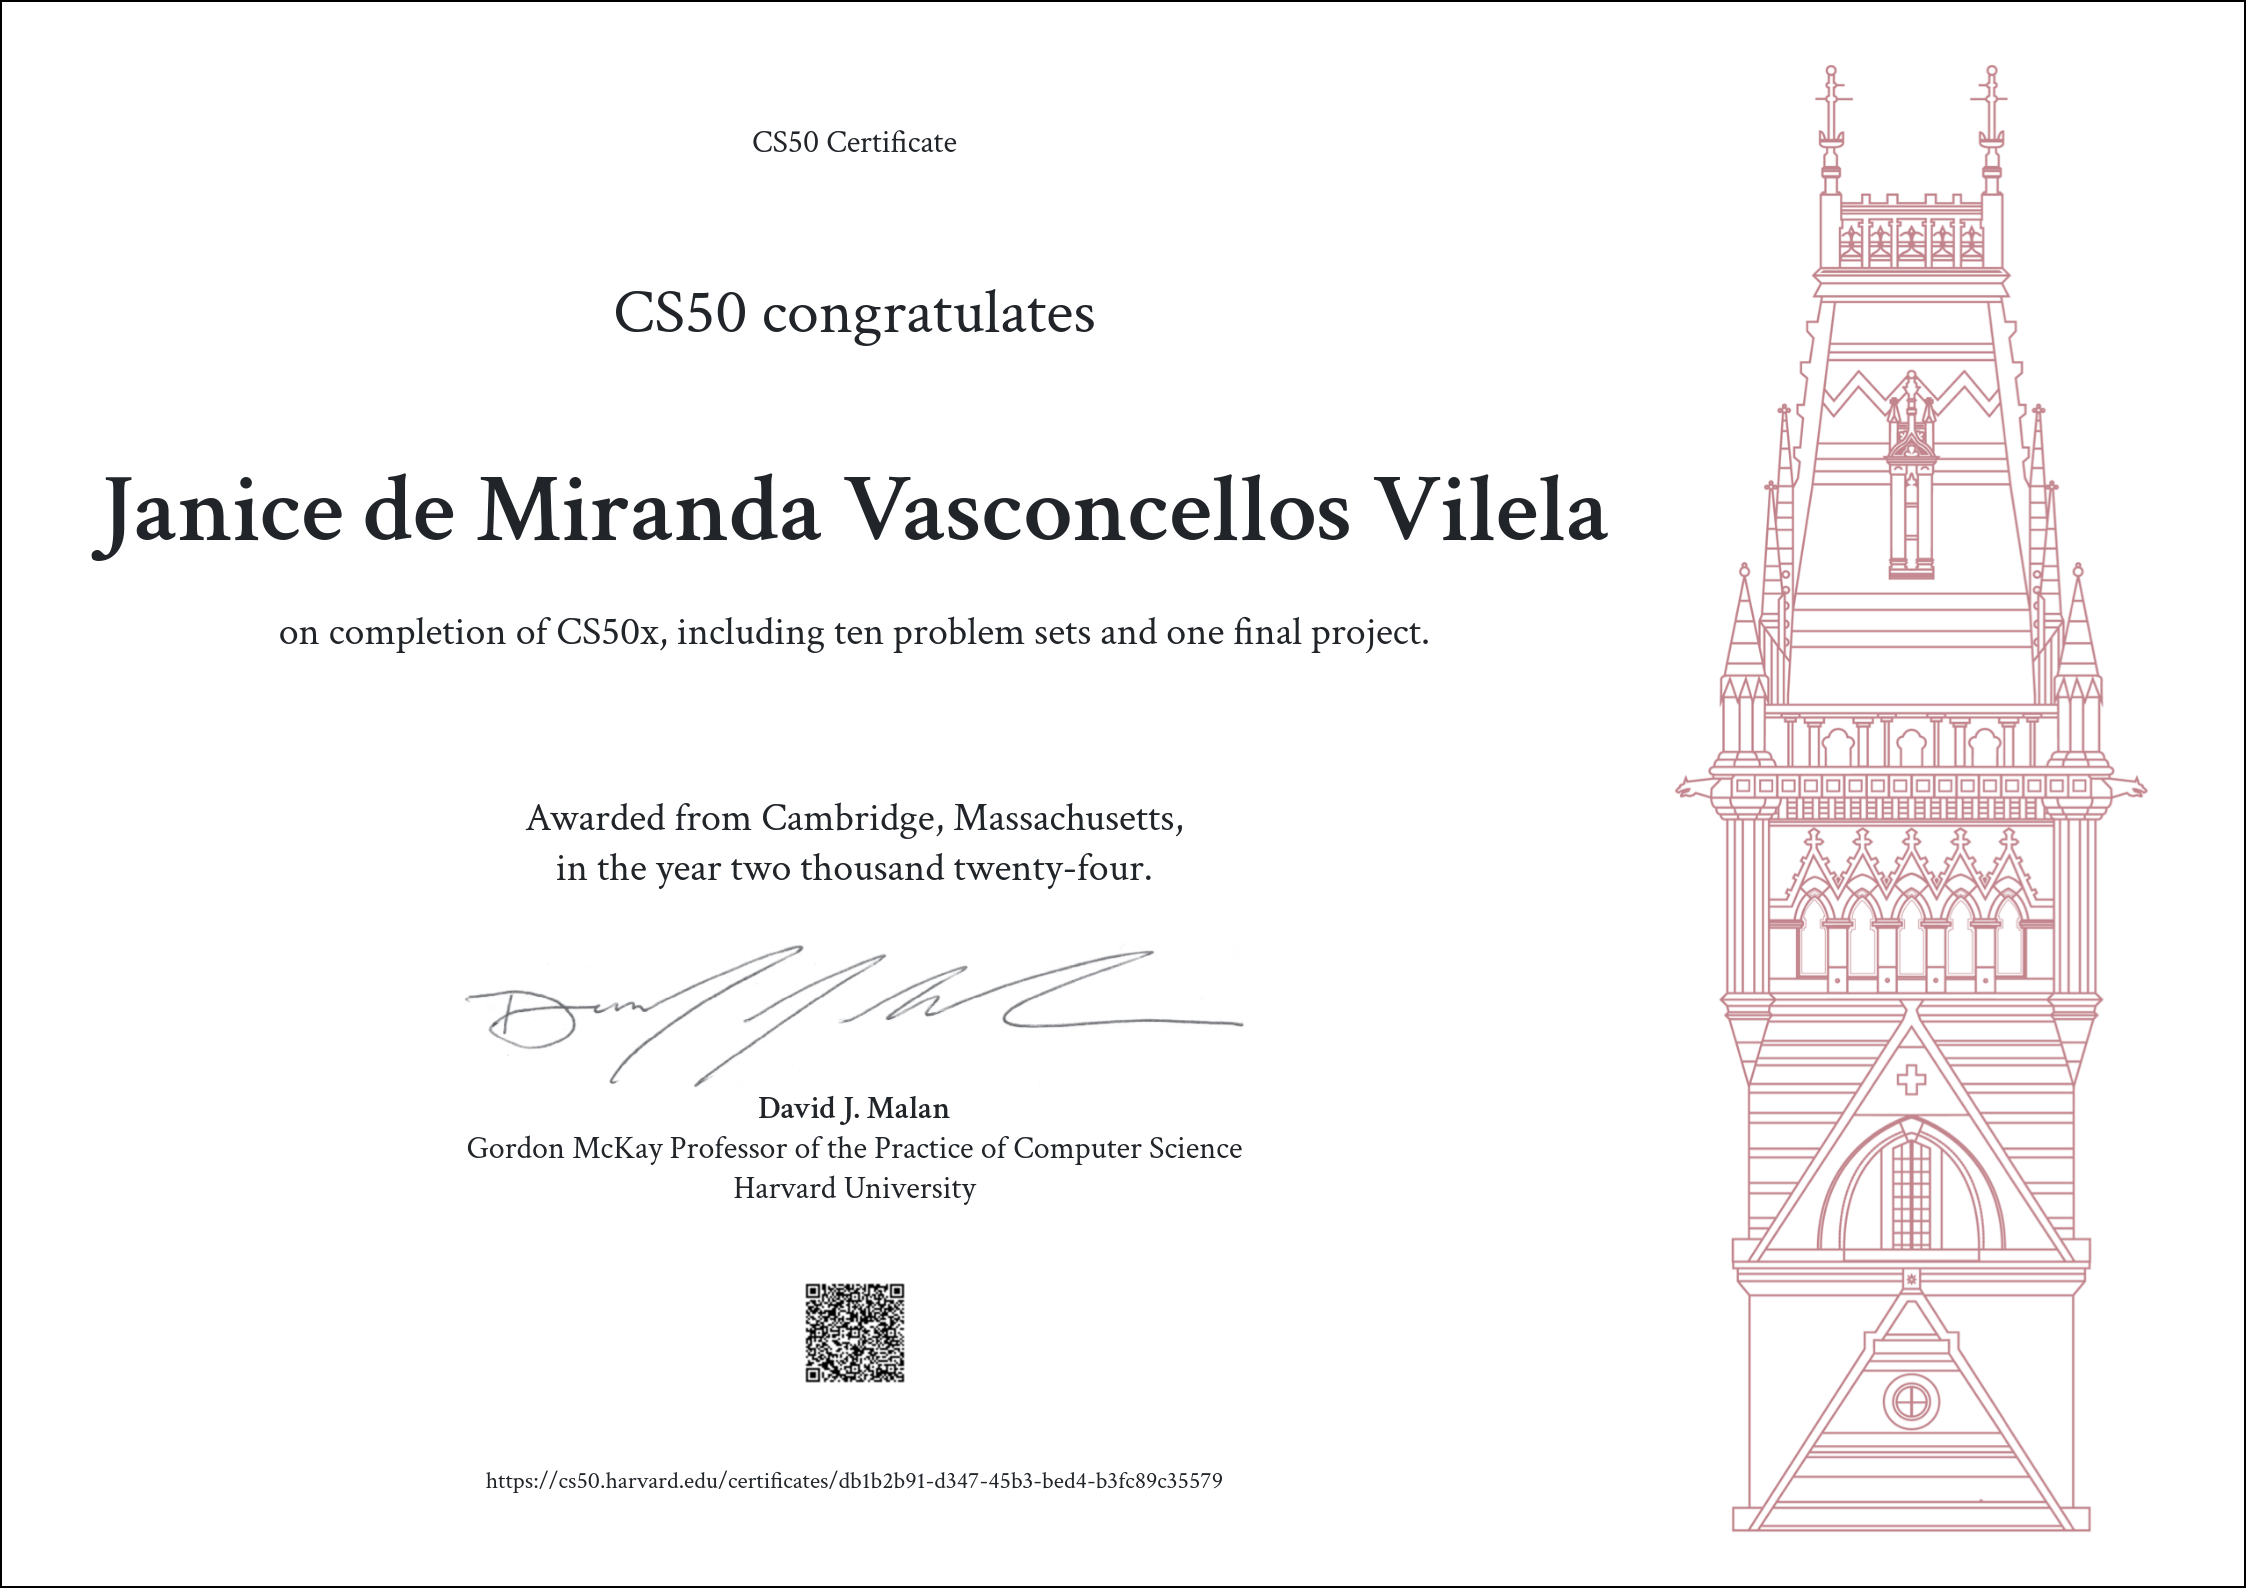 CS50 Certificate
CS50 congratulates
Janice de Miranda Vasconcellos Vilela
on completion of CS50x, including ten problem sets and one final project.
Awarded from Cambridge, Massachusetts,
in the year two thousand twenty-four.
David J. Malan
Gordon McKay Professor of the Practice of Computer Science
Harvard University
https://cs50.harvard.edu/certificates/db1b2b91-d347-45b3-bed4-b3fc89c35579